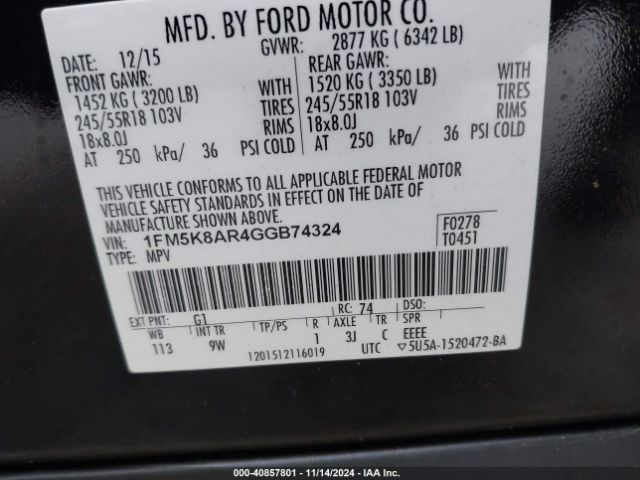 MFD. BY FORD MOTOR CO.
DATE: 12/15 GVWR: 2877 KG ( 6342 LB)
FRONT GAWR: REAR GAWR:
1452 KG ( 3200 LB) WITH 1520 KG ( 3350 LB) WITH
245/55R18 103V TIRES 245/55R18 103V TIRES
18x8.0J RIMS 18x8.0J RIMS
AT 250 kPa/ 36 PSI COLD AT 250 kPa/ 36 PSI COLD
THIS VEHICLE CONFORMS TO ALL APPLICABLE FEDERAL MOTOR
VEHICLE SAFETY STANDARDS IN EFFECT ON THE DATE OF
MANUFACTURE SHOWN ABOVE.
VIN: 1FM5K8AR4GGB74324 F0278
TYPE: MPV T0451
EXT PNT: G1 RC: 74 DSO:
WB INT TR TP/PS R AXLE TR SPR
113 9W 1 3J C EEEE
1201512116019 UTC ▽5U5A-1520472-BA
000-40857801 - 11/14/2024 - IAA Inc.